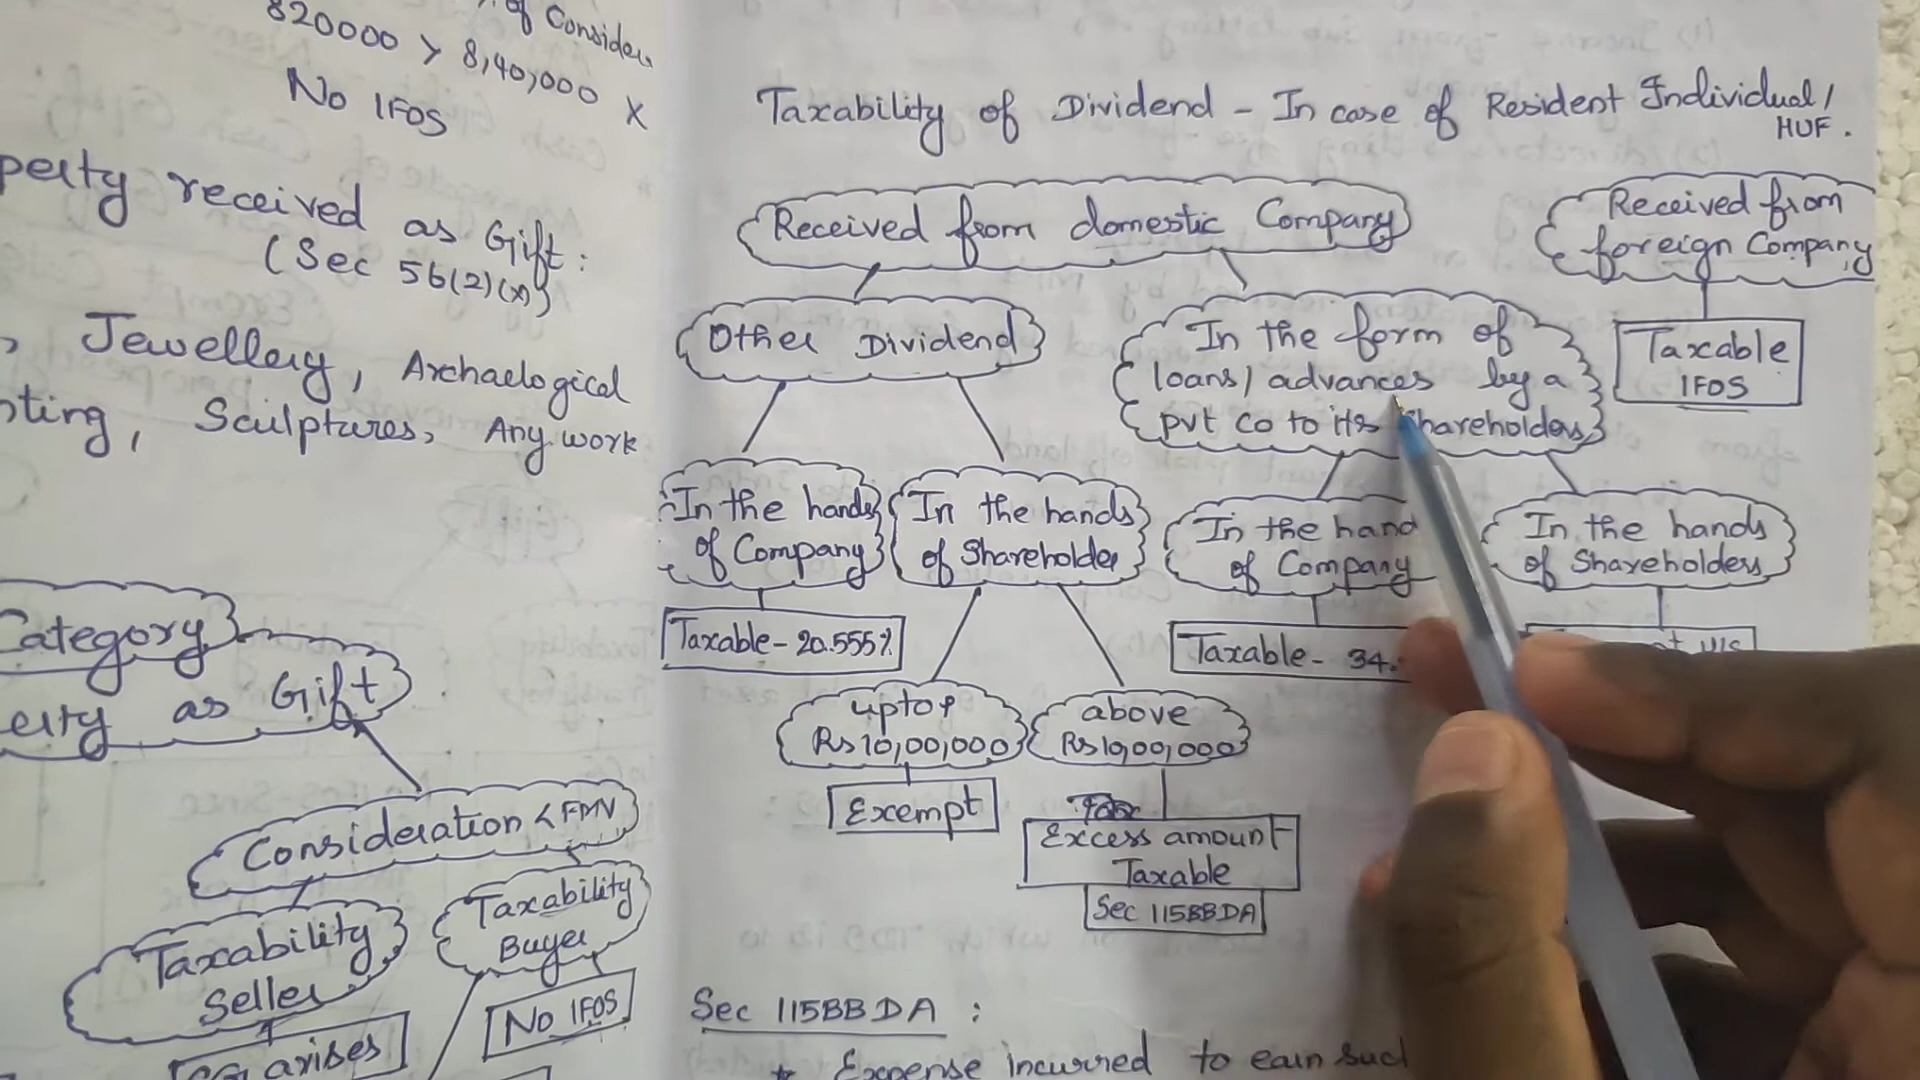 of Consider
820000 > 8,40,000 X
No IFOS
perty received as Gift:
(Sec 56(2)(x)
Jewellery, Archaelogical
ting, Sculptures, Any work
Category
erty as Gift
Consideration < FMV
Taxability
Seller
arises
Taxability
Buyer
No IFOS
Taxability of Dividend - In case of Resident Individual/
HUF.
Received from domestic Company
Received from
foreign Company
Taxable
IFOS
Other Dividend
In the form of
loans/ advances by a
pvt Co to its Shareholders
In the hands
of Company
Taxable - 20.555%
In the hands
of Shareholder
In the hand
of Company
Taxable - 34.
In the hands
of Shareholders
upto
Rs 10,00,000
Exempt
above
Rs 10,00,000
Excess amount
Taxable
Sec 115BBDA
Sec 115BBDA :
* Expense incurred to earn such